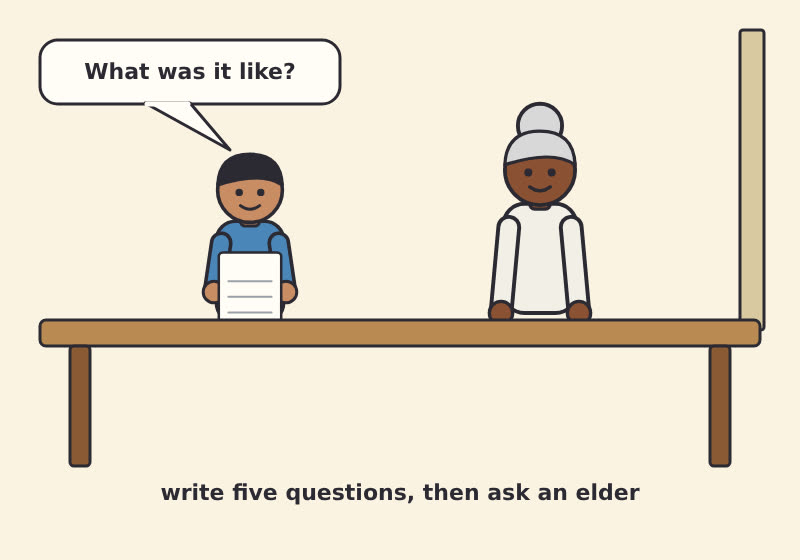 What was it like?
write five questions, then ask an elder